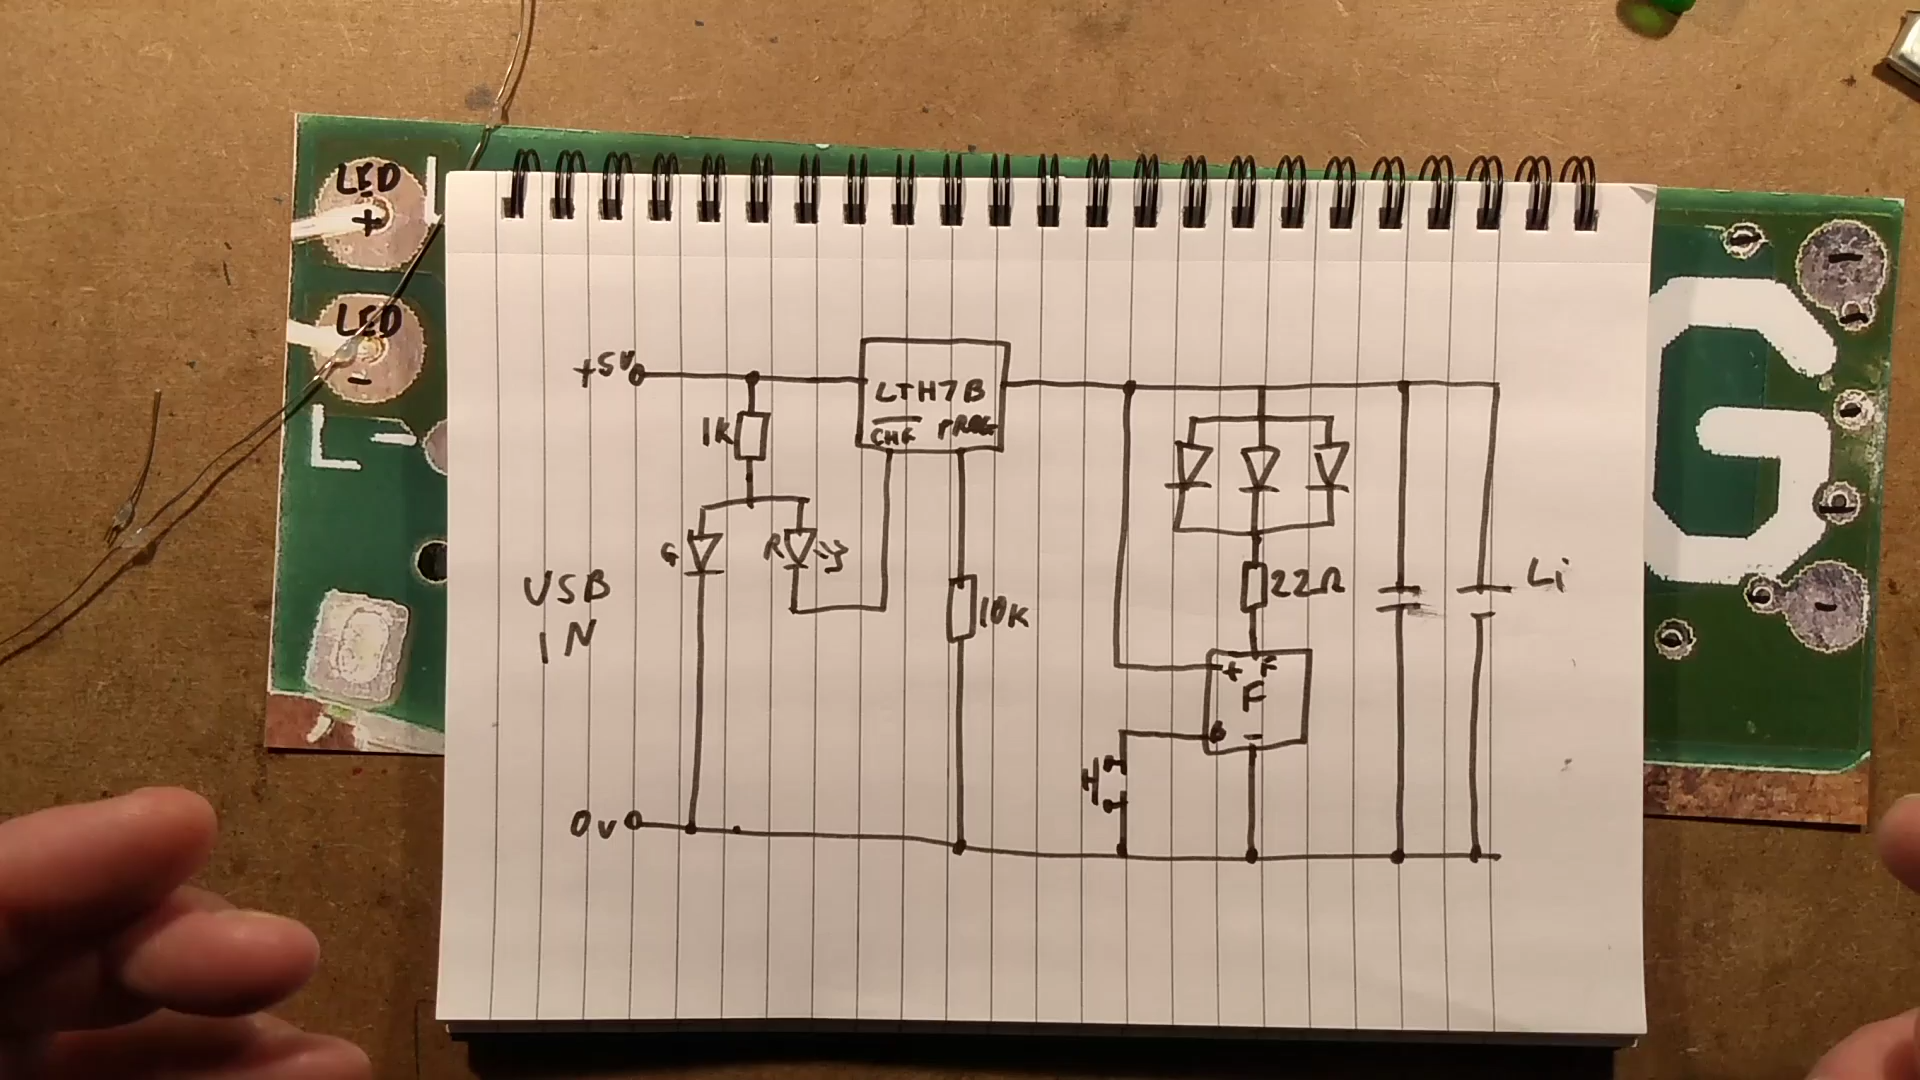 LED
+
LED
-
L-
G
-
-
+5V
LTH7B
CHG PROG
1K
G
R
USB
IN
10K
22Ω
Li
+ F
F
B -
0V